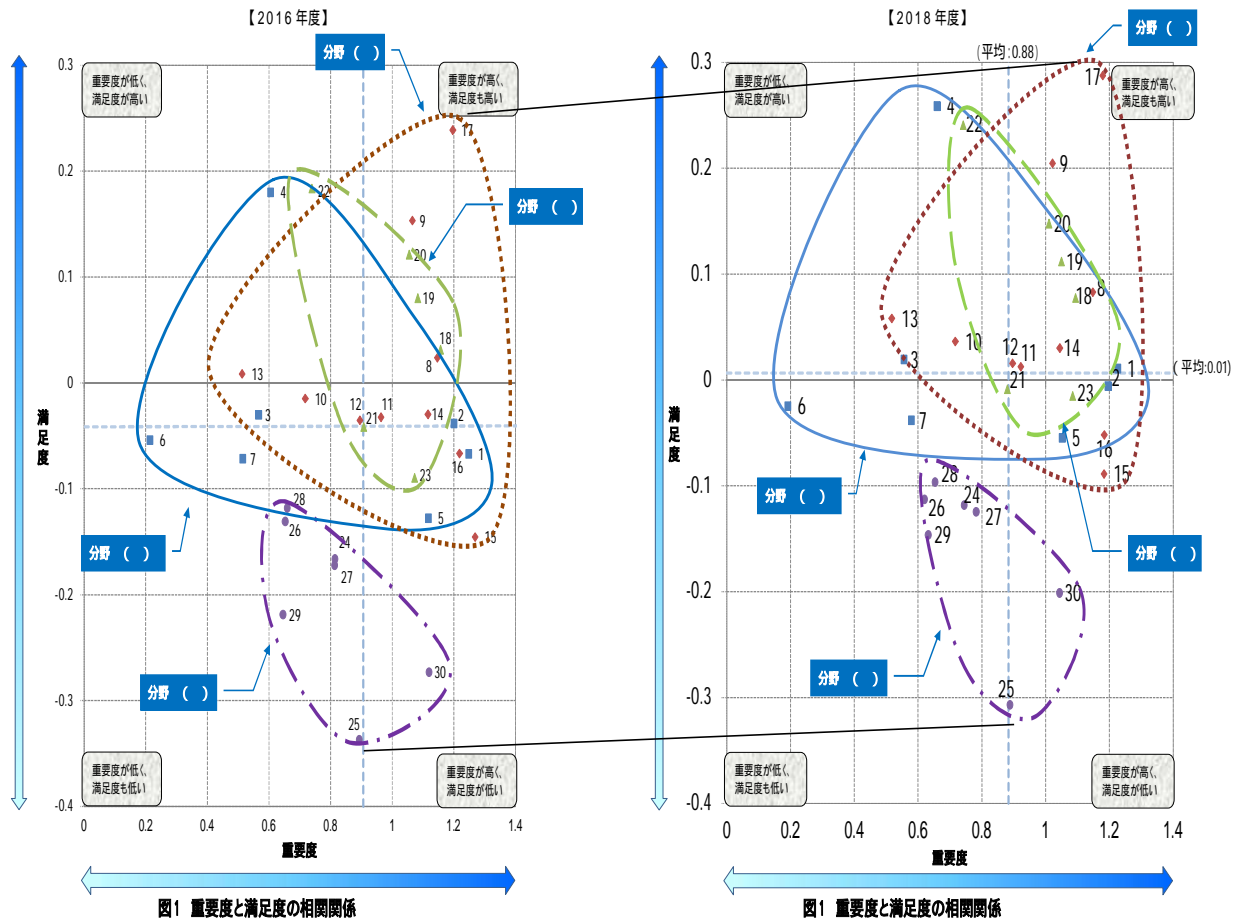 【2016年度】
分野 ( )
0.3
重要度が低く、
満足度が高い
重要度が高く、
満足度も高い
17
0.2
22
4
分野 ( )
9
20
0.1
19
18
8
13
0
10
3
12
11
14
21
2
6
7
1
16
23
-0.1
28
5
26
15
分野 ( )
24
27
-0.2
29
30
分野 ( )
-0.3
25
重要度が低く、
満足度も低い
重要度が高く、
満足度が低い
-0.4
0
0.2
0.4
0.6
0.8
1
1.2
1.4
満足度
重要度
図1 重要度と満足度の相関関係
【2018年度】
分野 ( )
(平均:0.88)
0.3
重要度が低く、
満足度が高い
重要度が高く、
満足度も高い
17
4
22
0.2
9
20
0.1
19
18
8
13
10
14
3
12
11
1
(平均:0.01)
0
21
2
6
7
23
5
16
-0.1
28
15
分野 ( )
26
24
27
29
分野 ( )
-0.2
30
分野 ( )
-0.3
25
重要度が低く、
満足度も低い
重要度が高く、
満足度が低い
-0.4
0
0.2
0.4
0.6
0.8
1
1.2
1.4
満足度
重要度
図1 重要度と満足度の相関関係